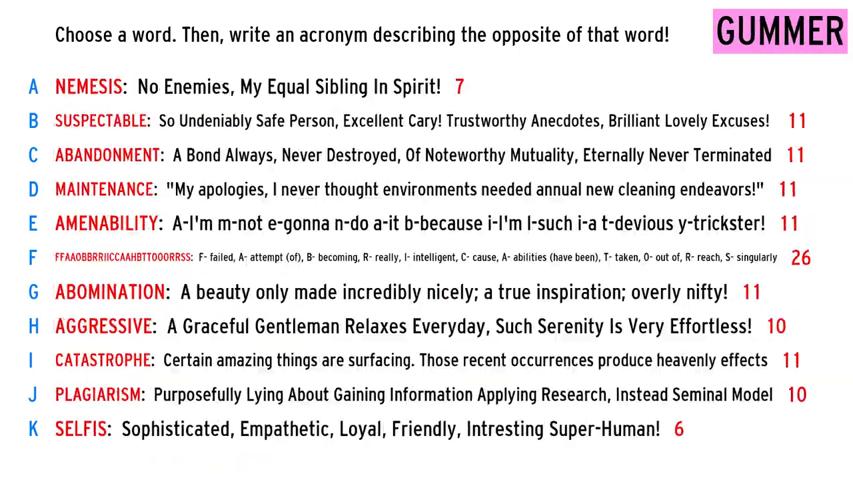 Choose a word. Then, write an acronym describing the opposite of that word!
GUMMER
A NEMESIS: No Enemies, My Equal Sibling In Spirit! 7
B SUSPECTABLE: So Undeniably Safe Person, Excellent Cary! Trustworthy Anecdotes, Brilliant Lovely Excuses! 11
C ABANDONMENT: A Bond Always, Never Destroyed, Of Noteworthy Mutuality, Eternally Never Terminated 11
D MAINTENANCE: "My apologies, I never thought environments needed annual new cleaning endeavors!" 11
E AMENABILITY: A-I'm m-not e-gonna n-do a-it b-because i-I'm l-such i-a t-devious y-trickster! 11
F FFAAOBBRRIICCAAHBTTOOORRSS: F- failed, A- attempt (of), B- becoming, R- really, I- intelligent, C- cause, A- abilities (have been), T- taken, O- out of, R- reach, S- singularly 26
G ABOMINATION: A beauty only made incredibly nicely; a true inspiration; overly nifty! 11
H AGGRESSIVE: A Graceful Gentleman Relaxes Everyday, Such Serenity Is Very Effortless! 10
I CATASTROPHE: Certain amazing things are surfacing. Those recent occurrences produce heavenly effects 11
J PLAGIARISM: Purposefully Lying About Gaining Information Applying Research, Instead Seminal Model 10
K SELFIS: Sophisticated, Empathetic, Loyal, Friendly, Intresting Super-Human! 6